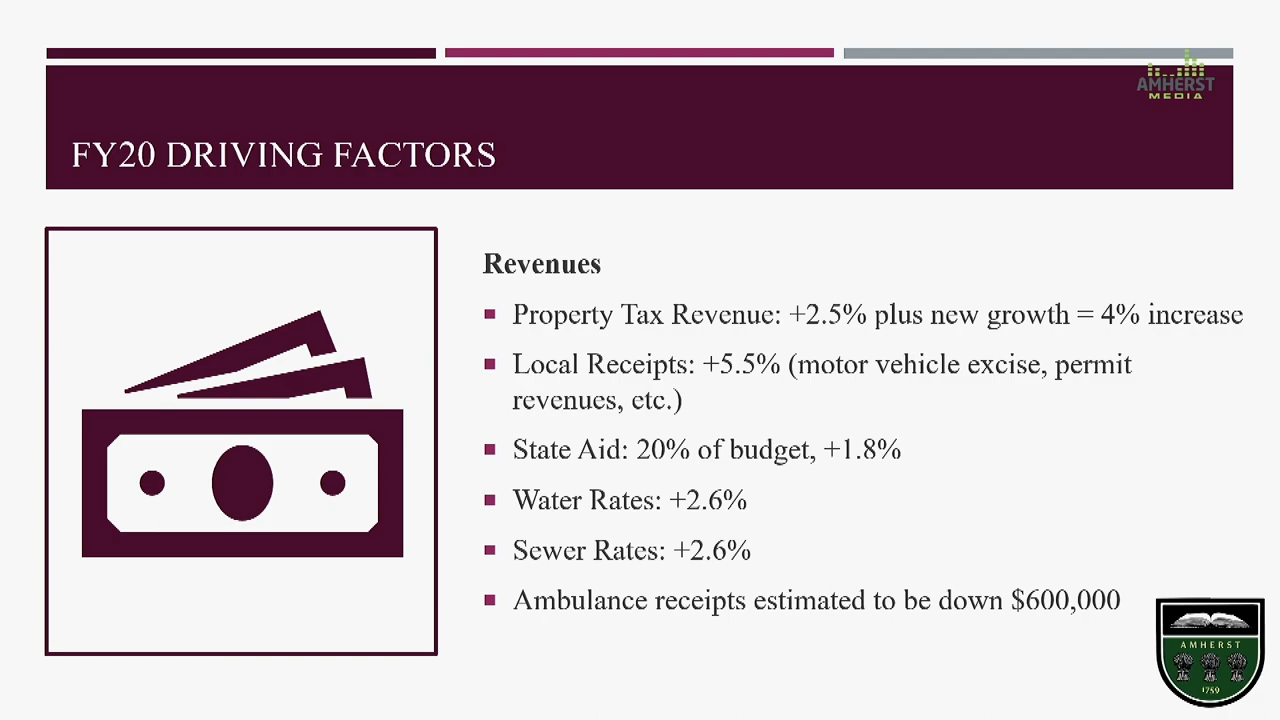 AMHERST
MEDIA
FY20 DRIVING FACTORS
Revenues
Property Tax Revenue: +2.5% plus new growth = 4% increase
Local Receipts: +5.5% (motor vehicle excise, permit
revenues, etc.)
State Aid: 20% of budget, +1.8%
Water Rates: +2.6%
Sewer Rates: +2.6%
Ambulance receipts estimated to be down $600,000
AMHERST
1759